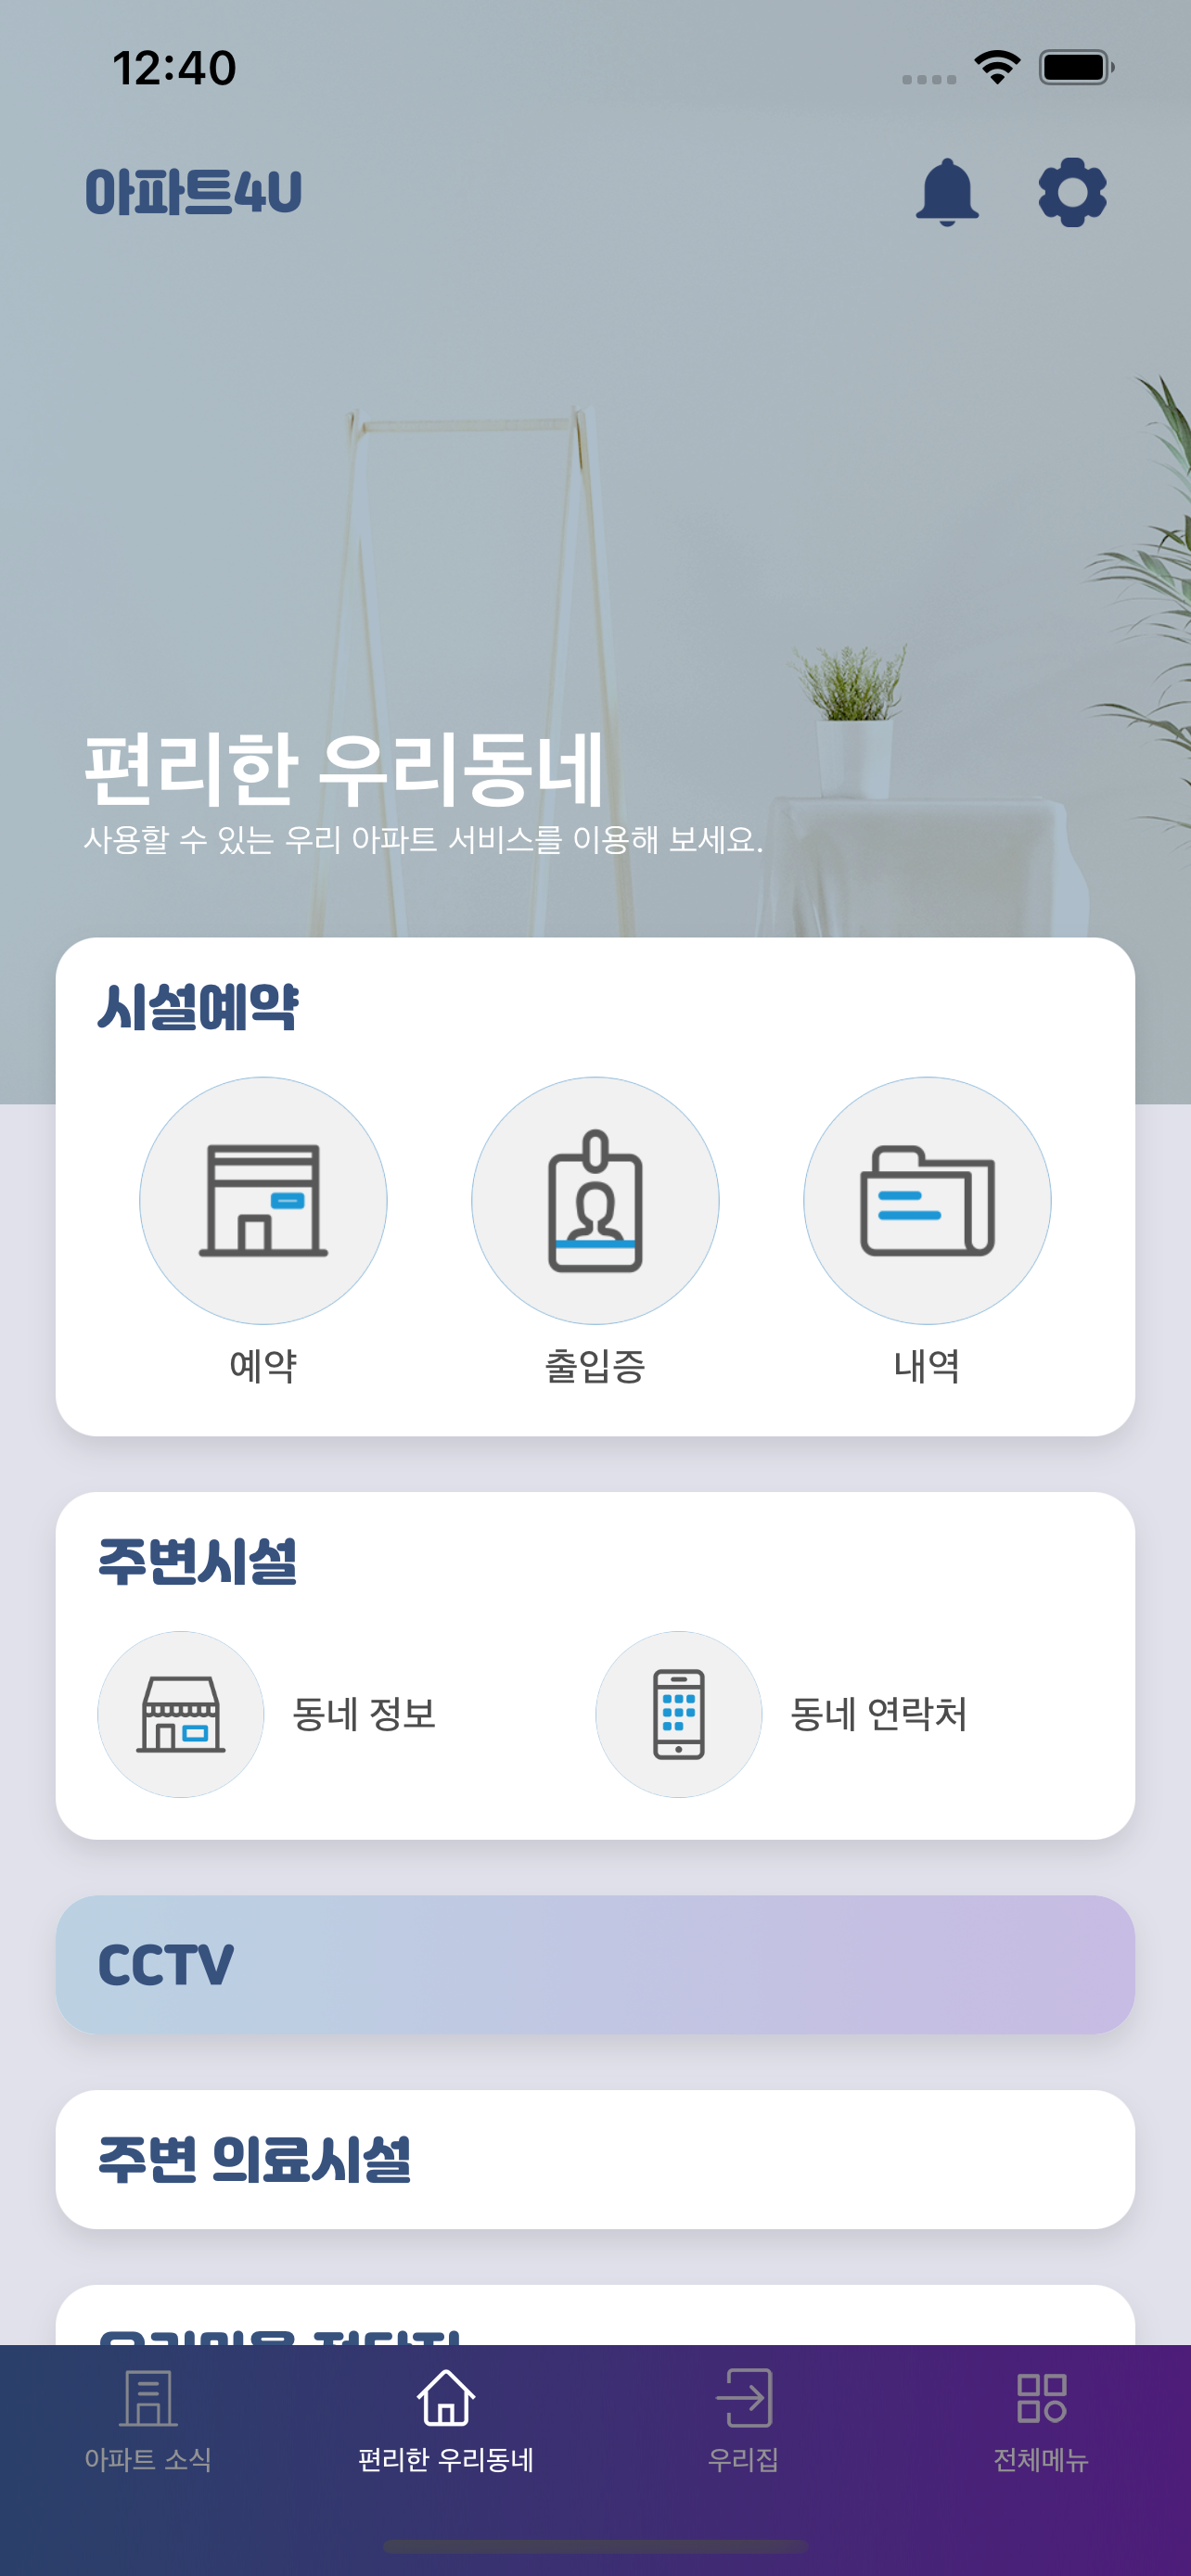 12:40
아파트4U
편리한 우리동네
사용할 수 있는 우리 아파트 서비스를 이용해 보세요.
시설예약
예약
출입증
내역
주변시설
동네 정보
동네 연락처
CCTV
주변 의료시설
아파트 소식
편리한 우리동네
우리집
전체메뉴